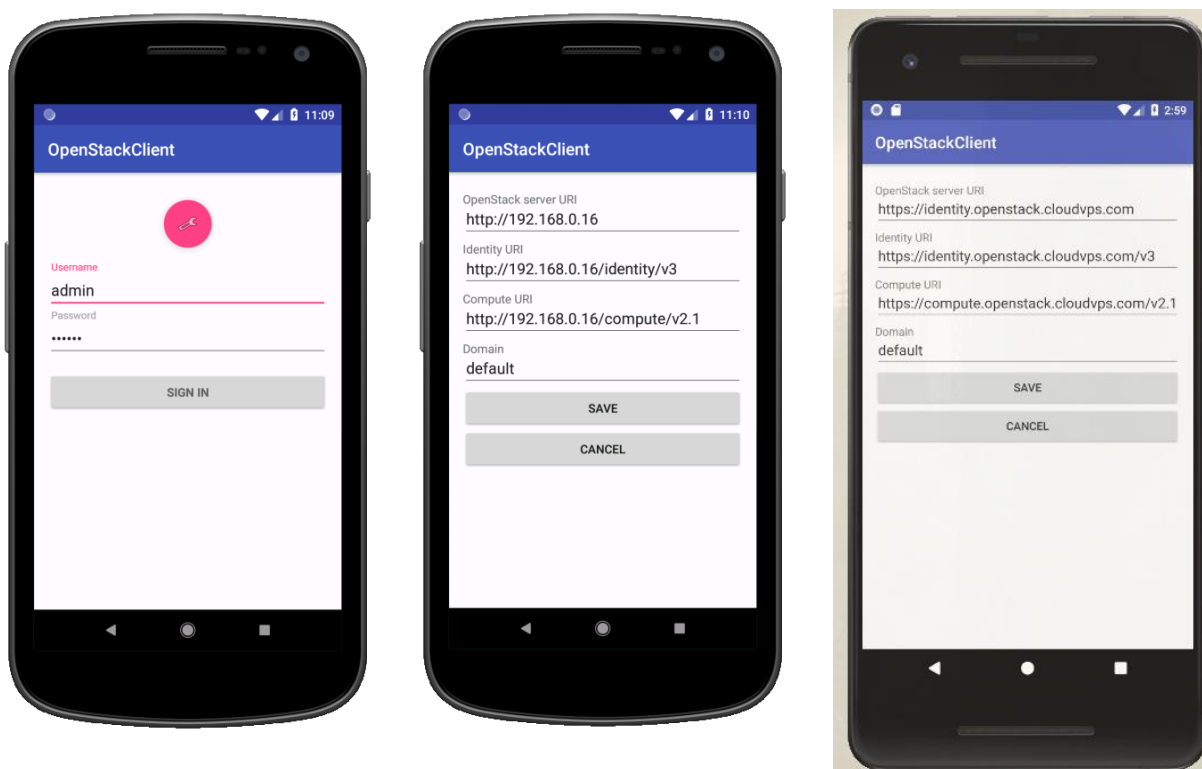 11:09
OpenStackClient
Username
admin
Password
••••••
SIGN IN
11:10
OpenStackClient
OpenStack server URI
http://192.168.0.16
Identity URI
http://192.168.0.16/identity/v3
Compute URI
http://192.168.0.16/compute/v2.1
Domain
default
SAVE
CANCEL
2:59
OpenStackClient
OpenStack server URI
https://identity.openstack.cloudvps.com
Identity URI
https://identity.openstack.cloudvps.com/v3
Compute URI
https://compute.openstack.cloudvps.com/v2.1
Domain
default
SAVE
CANCEL